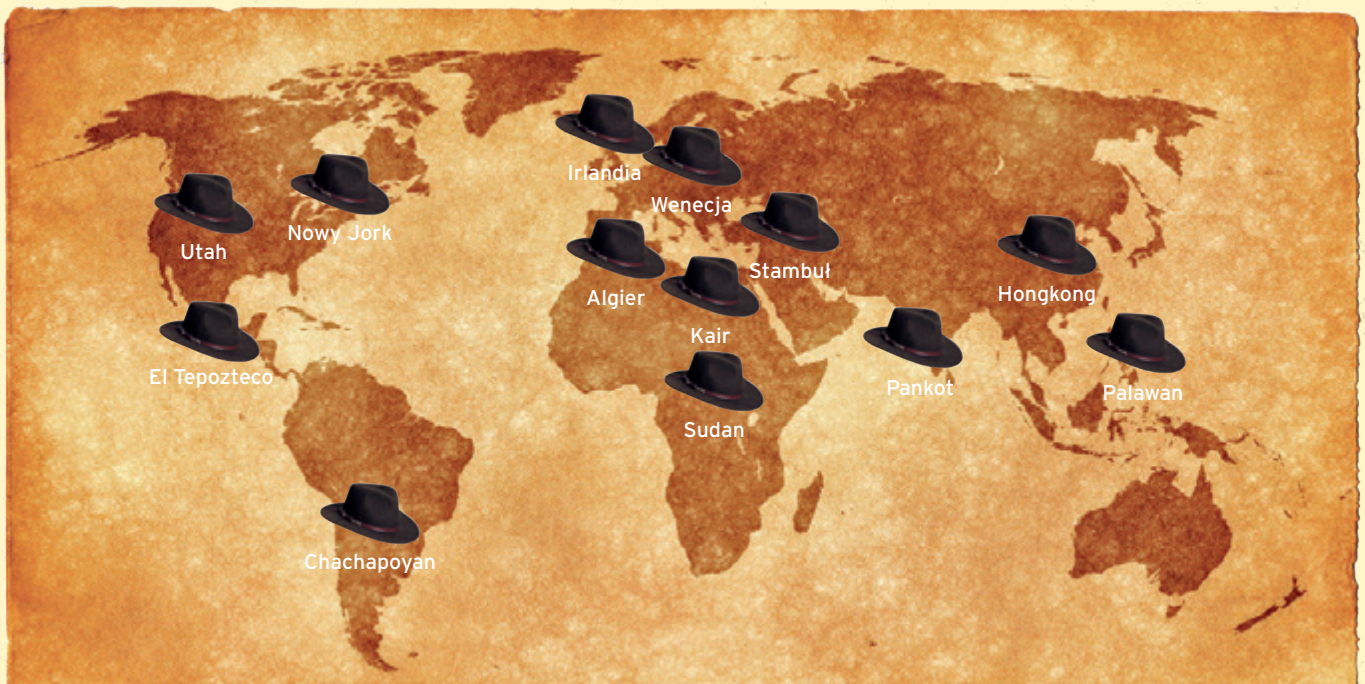 Irlandia
Wenecja
Nowy Jork
Utah
Stambuł
Algier
Hongkong
Kair
El Tepozteco
Pankot
Palawan
Sudan
Chachapoyan